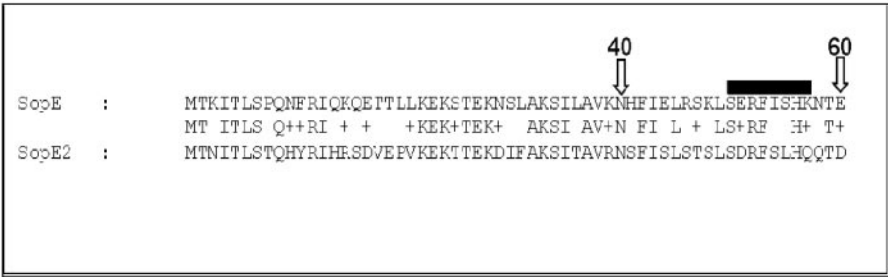 40 60
SopE : MTKITLSPQNFRIQKQETTLLKEKSTEKNSLAKSILAVKNHFIELRSKLSERFISHKNTE
MT ITLS Q++RI + +   +KEK+TEK+  AKSI AV+N FI L + LS+RF  H+ T+
SopE2 : MTNITLSTQHYRIHRSDVEPVKEKTTEKDIFAKSITAVRNSFISLSTSLSDRFSLHQQTD